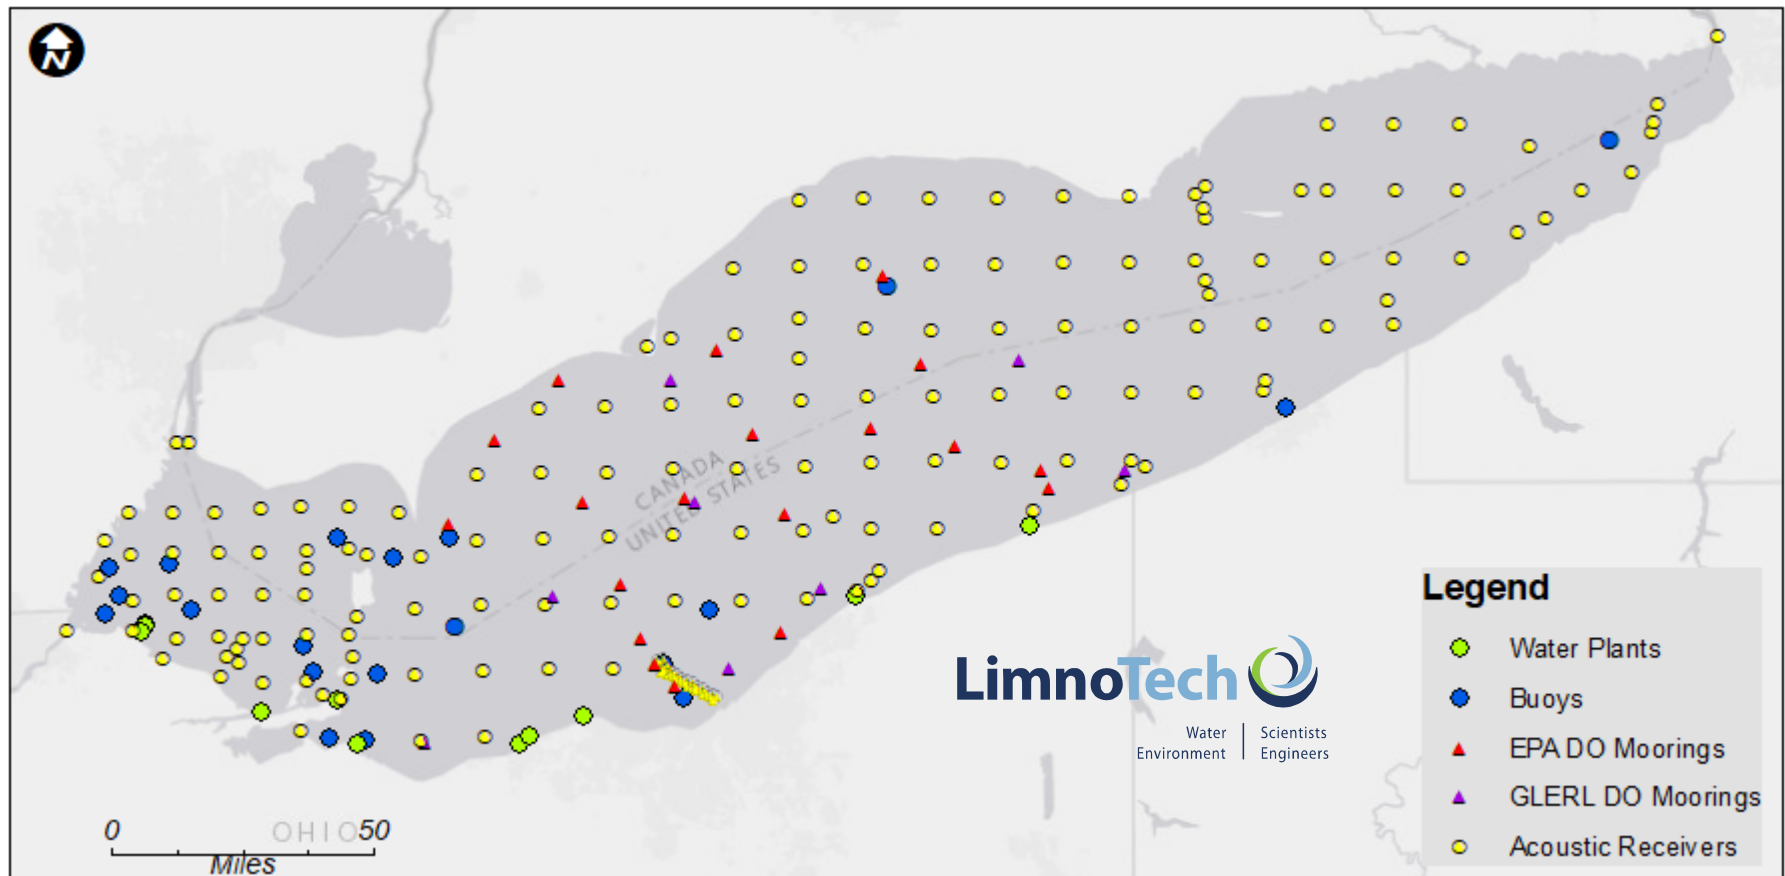 N
CANADA
UNITED STATES
LimnoTech
Water | Scientists
Environment | Engineers
Legend
Water Plants
Buoys
EPA DO Moorings
GLERL DO Moorings
Acoustic Receivers
0 OHIO 50
Miles